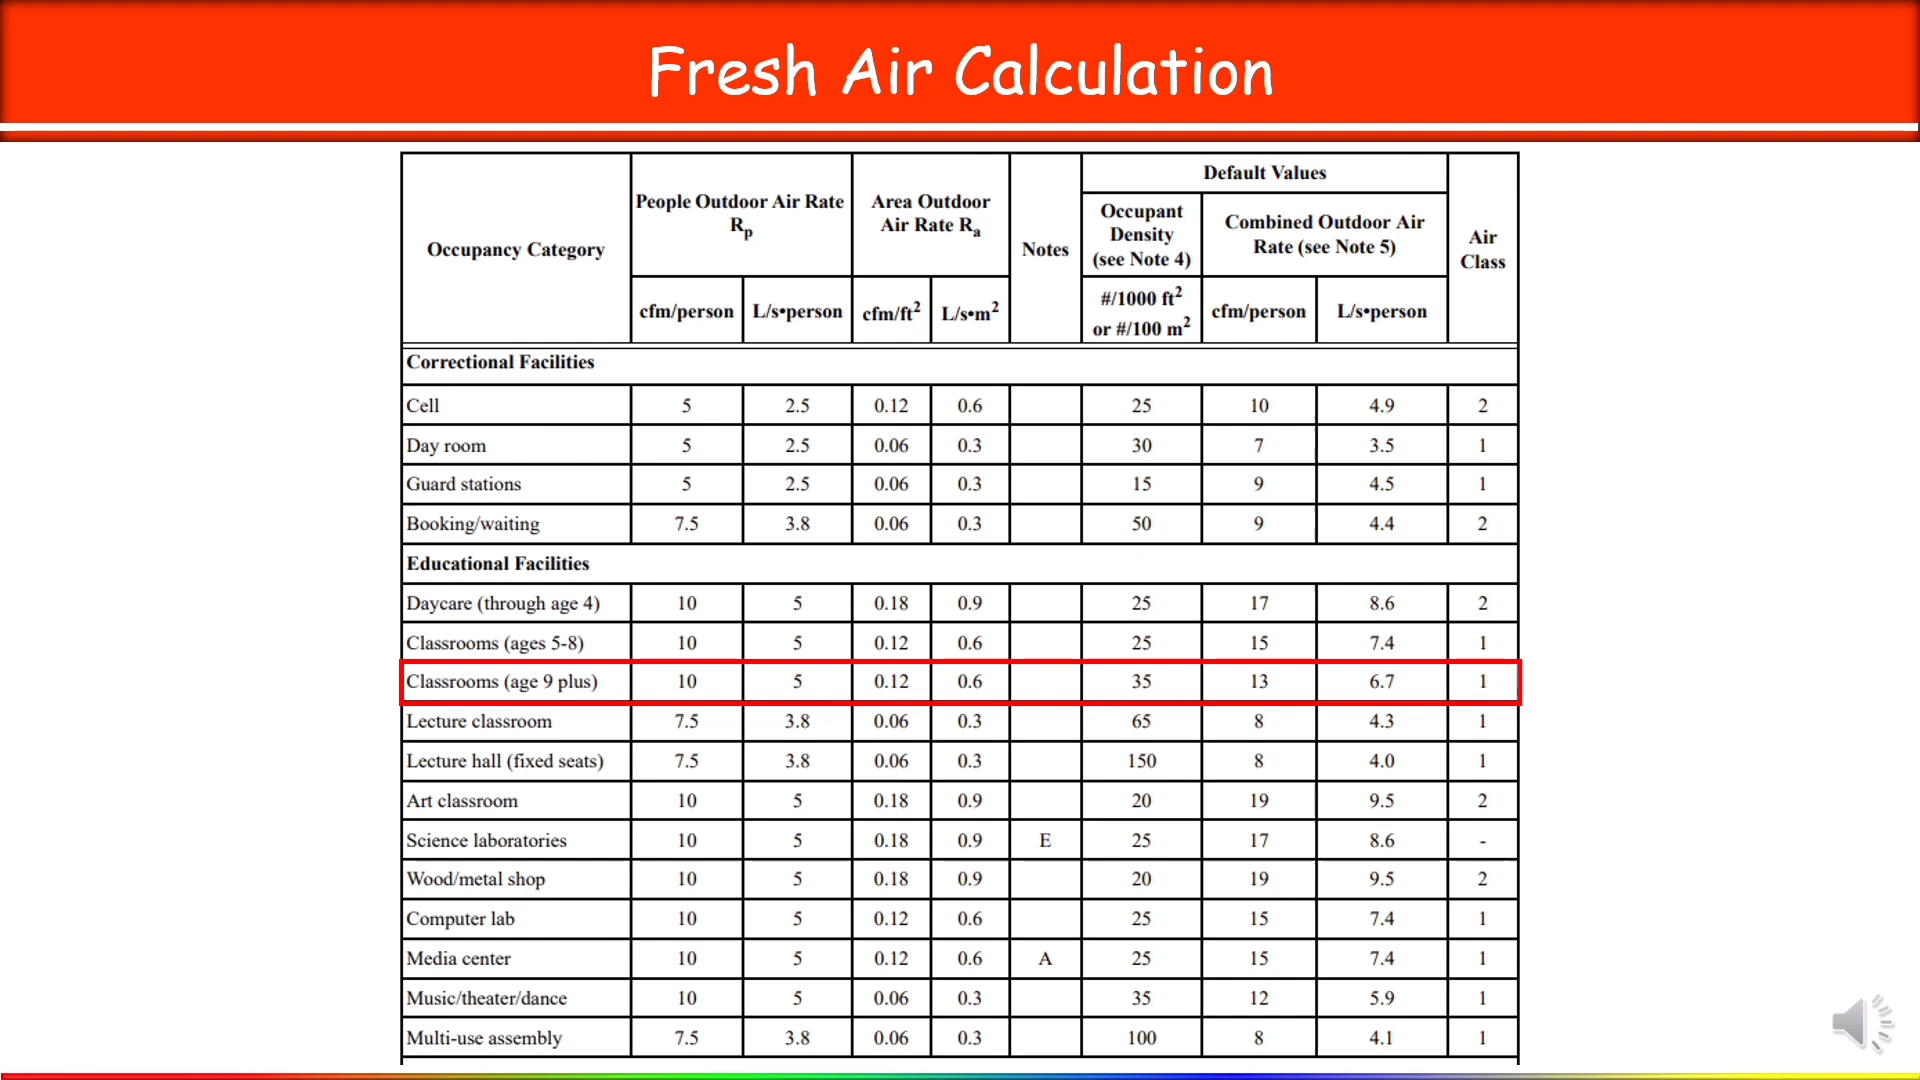 Fresh Air Calculation
Occupancy Category
People Outdoor Air Rate
Rp
Area Outdoor
Air Rate Ra
Notes
Default Values
Occupant
Density
(see Note 4)
Combined Outdoor Air
Rate (see Note 5)
Air
Class
cfm/person L/s•person cfm/ft² L/s•m² #/1000 ft²
or #/100 m² cfm/person L/s•person
Correctional Facilities
Cell 5 2.5 0.12 0.6 25 10 4.9 2
Day room 5 2.5 0.06 0.3 30 7 3.5 1
Guard stations 5 2.5 0.06 0.3 15 9 4.5 1
Booking/waiting 7.5 3.8 0.06 0.3 50 9 4.4 2
Educational Facilities
Daycare (through age 4) 10 5 0.18 0.9 25 17 8.6 2
Classrooms (ages 5-8) 10 5 0.12 0.6 25 15 7.4 1
Classrooms (age 9 plus) 10 5 0.12 0.6 35 13 6.7 1
Lecture classroom 7.5 3.8 0.06 0.3 65 8 4.3 1
Lecture hall (fixed seats) 7.5 3.8 0.06 0.3 150 8 4.0 1
Art classroom 10 5 0.18 0.9 20 19 9.5 2
Science laboratories 10 5 0.18 0.9 E 25 17 8.6 -
Wood/metal shop 10 5 0.18 0.9 20 19 9.5 2
Computer lab 10 5 0.12 0.6 25 15 7.4 1
Media center 10 5 0.12 0.6 A 25 15 7.4 1
Music/theater/dance 10 5 0.06 0.3 35 12 5.9 1
Multi-use assembly 7.5 3.8 0.06 0.3 100 8 4.1 1